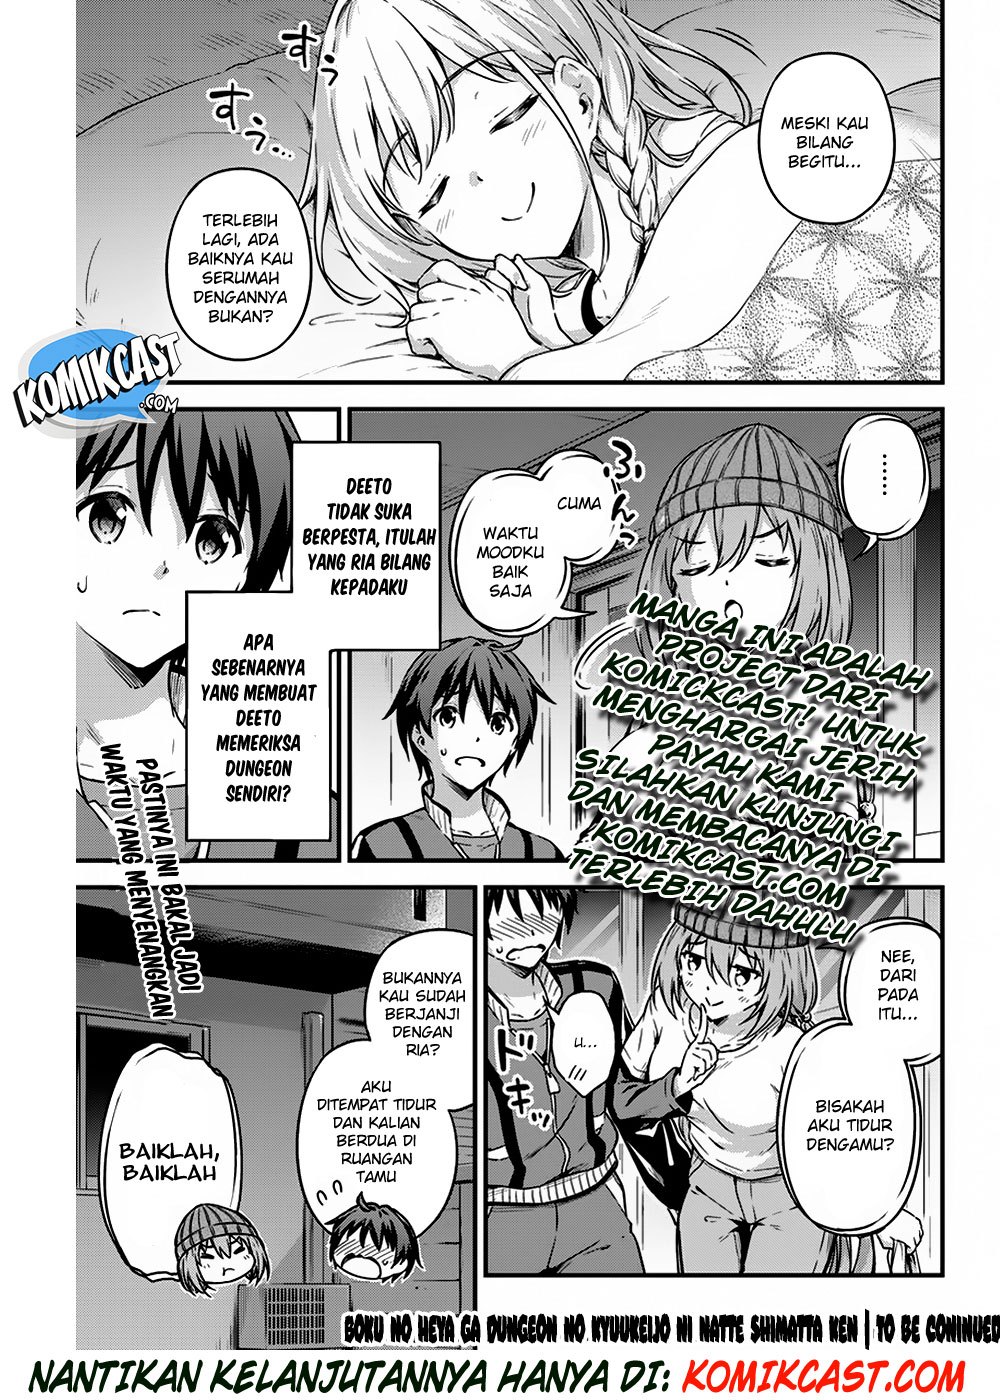 MESKI KAU
BILANG
BEGITU...
すぅ...
すぅ...
TERLEBIH
LAGI, ADA
BAIKNYA KAU
SERUMAH
DENGANNYA
BUKAN?
KOMIKCAST
.COM
......
ふんっ
CUMA
WAKTU
MOODKU
BAIK
SAJA
DEETO
TIDAK SUKA
BERPESTA, ITULAH
YANG RIA BILANG
KEPADAKU
APA
SEBENARNYA
YANG MEMBUAT
DEETO
MEMERIKSA
DUNGEON
SENDIRI?
MANGA INI ADALAH
PROJECT DARI
KOMICKCAST! UNTUK
MENGHARGAI JERIH
PAYAH KAMI
SILAHKAN KUNJUNGI
DAN MEMBACANYA DI
KOMIKCAST.COM
TERLEBIH DAHULU
NEE,
DARI
PADA
ITU...
BISAKAH
AKU TIDUR
DENGAMU?
U...
ドキッ
BUKANNYA
KAU SUDAH
BERJANJI
DENGAN
RIA?
AKU
DITEMPAT TIDUR
DAN KALIAN
BERDUA DI
RUANGAN
TAMU
BAIKLAH,
BAIKLAH
PASTINYA INI BAKAL JADI
WAKTU YANG MENYENANGKAN
BOKU NO HEYA GA DUNGEON NO KYUUKEIJO NI NATTE SHIMATTA KEN | TO BE CONINUED
NANTIKAN KELANJUTANNYA HANYA DI: KOMIKCAST.COM